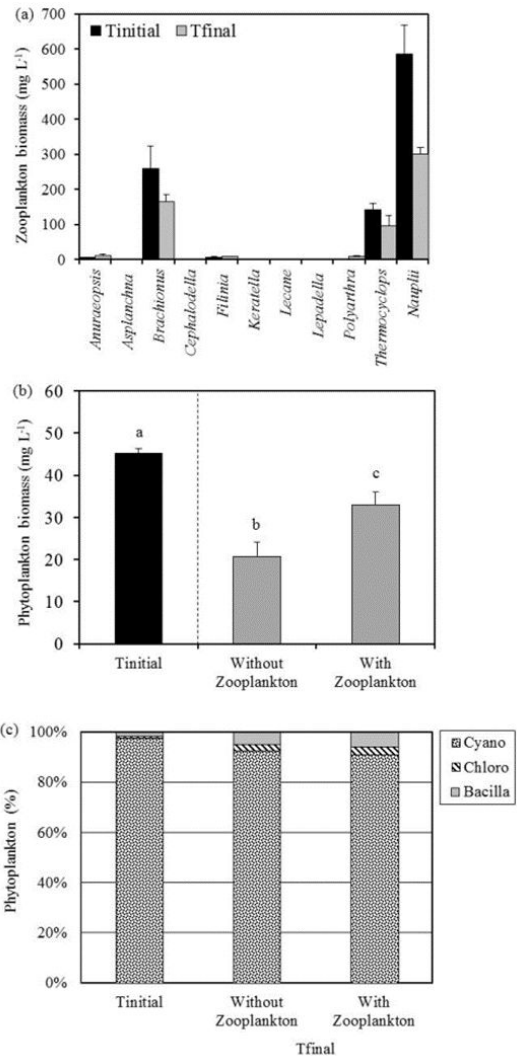 (a)
Zooplankton biomass (mg L-1)
700
600
500
400
300
200
100
0
Tinitial
Tfinal
Anuraeopsis
Asplanchna
Brachionus
Cephalodella
Filinia
Keratella
Lecane
Lepadella
Polyarthra
Thermocyclops
Nauplii
(b)
Phytoplankton biomass (mg L-1)
60
50
40
30
20
10
0
a
b
c
Tinitial
Without
Zooplankton
With
Zooplankton
(c)
Phytoplankton (%)
100%
80%
60%
40%
20%
0%
Cyano
Chloro
Bacilla
Tinitial
Without
Zooplankton
With
Zooplankton
Tfinal